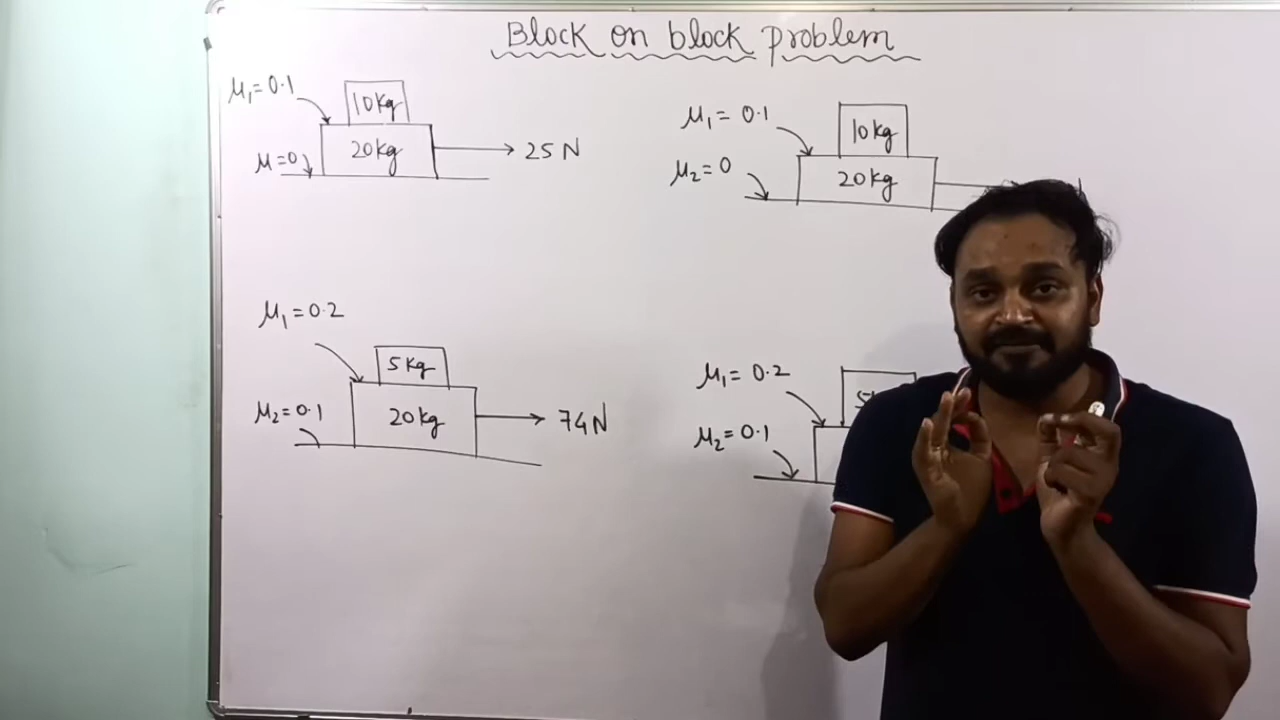 Block on block problem
μ₁=0.1
10kg
μ=0
20kg
25N
μ₁=0.1
10kg
μ₂=0
20kg
μ₁=0.2
5kg
μ₂=0.1
20kg
74N
μ₁=0.2
μ₂=0.1